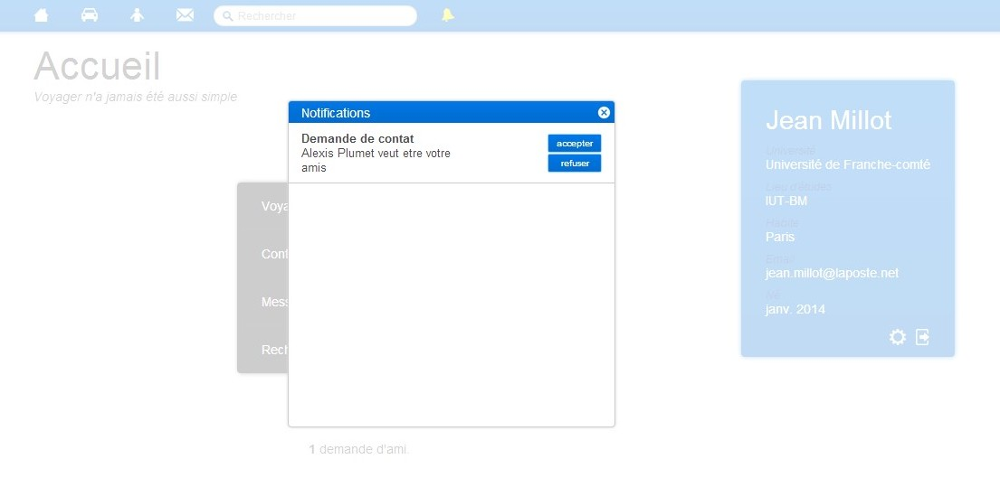 Rechercher
Accueil
Voyager n'a jamais été aussi simple
Notifications
Demande de contat
Alexis Plumet veut etre votre
amis
accepter
refuser
Voya
Cont
Mess
Rech
1 demande d'ami.
Jean Millot
Université
Université de Franche-comté
Lieu d'études
IUT-BM
Habite
Paris
Email
jean.millot@laposte.net
Né
janv. 2014